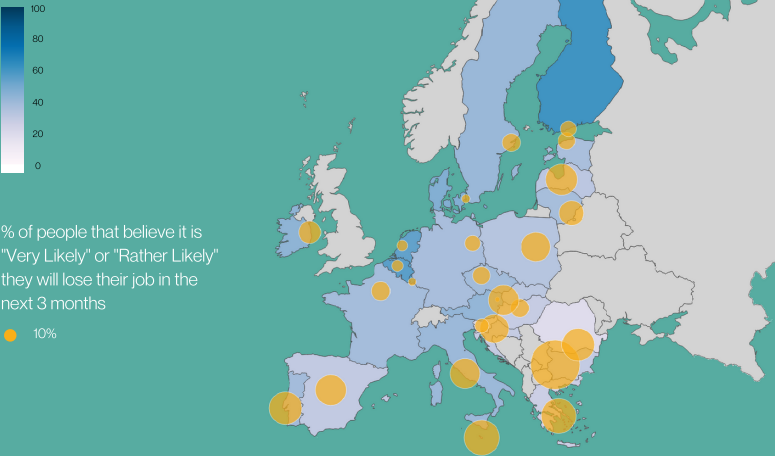 100
80
60
40
20
0
% of people that believe it is
"Very Likely" or "Rather Likely"
they will lose their job in the
next 3 months
10%